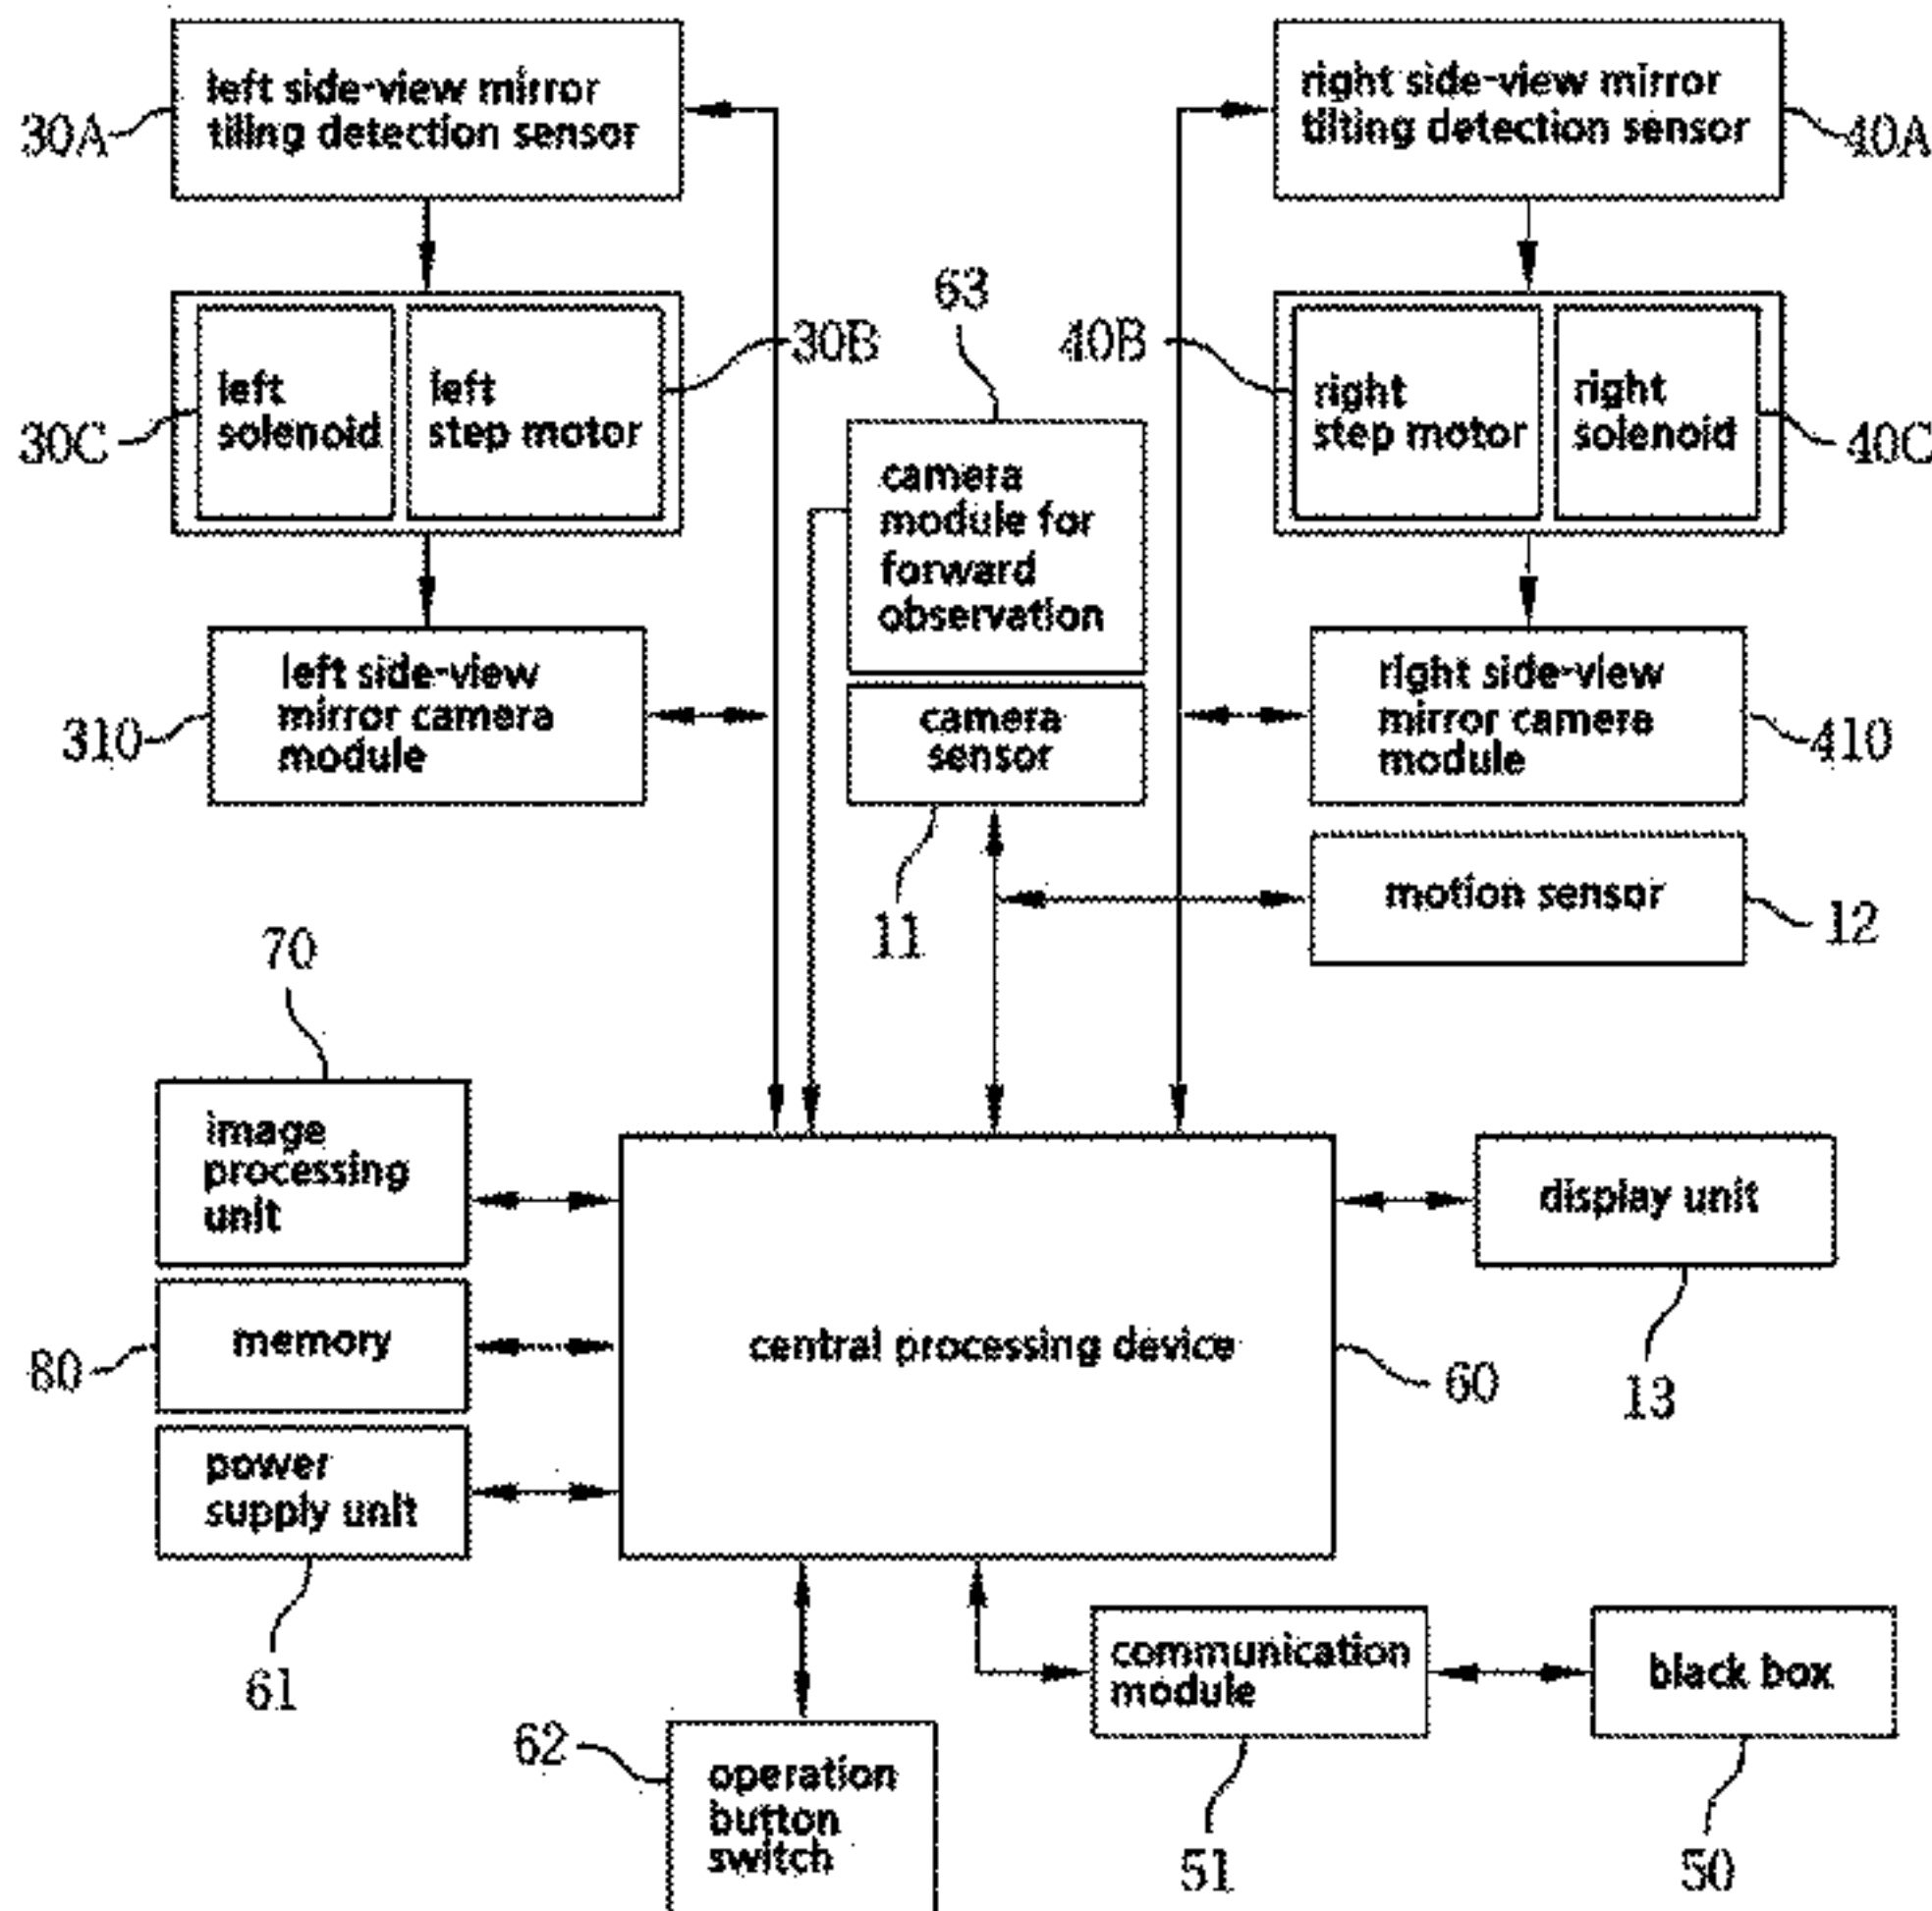 left side-view mirror
tiling detection sensor
30A
right side-view mirror
tilting detection sensor
40A
left
solenoid
30C
left
step motor
30B
63
camera
module for
forward
observation
40B
right
step motor
right
solenoid
40C
left side-view
mirror camera
module
310
camera
sensor
11
right side-view
mirror camera
module
410
motion sensor
12
70
image
processing
unit
memory
80
power
supply unit
61
central processing device
60
display unit
13
62
operation
button
switch
communication
module
51
black box
50